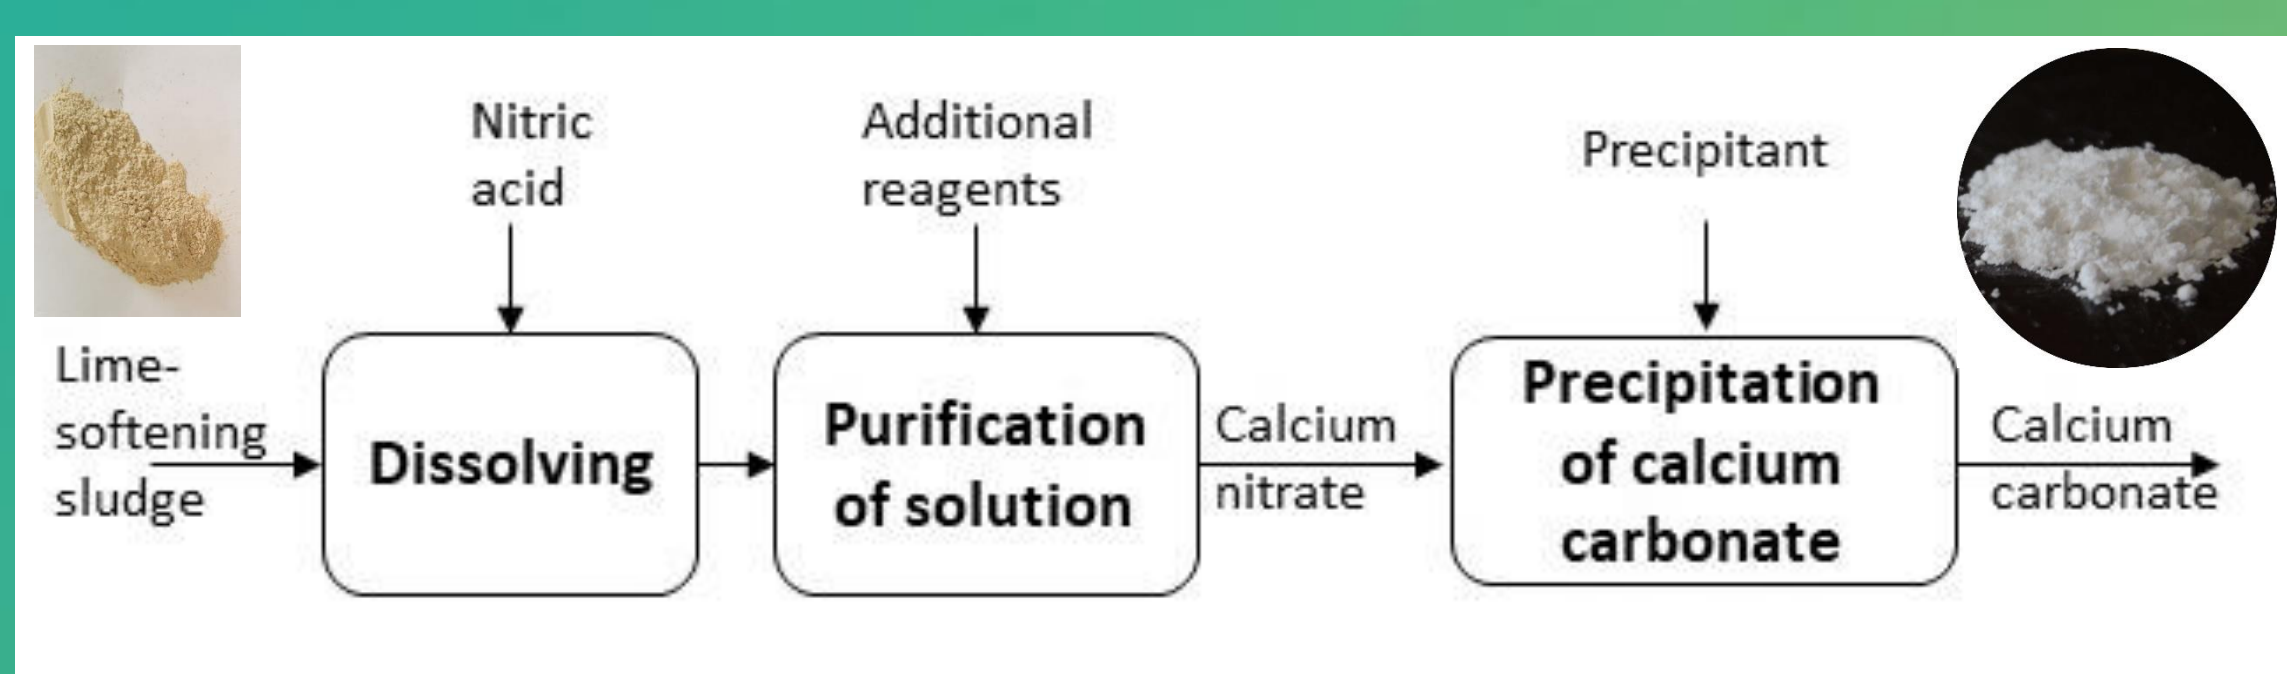 Nitric
acid
Additional
reagents
Precipitant
Lime-
softening
sludge
Dissolving
Purification
of solution
Calcium
nitrate
Precipitation
of calcium
carbonate
Calcium
carbonate